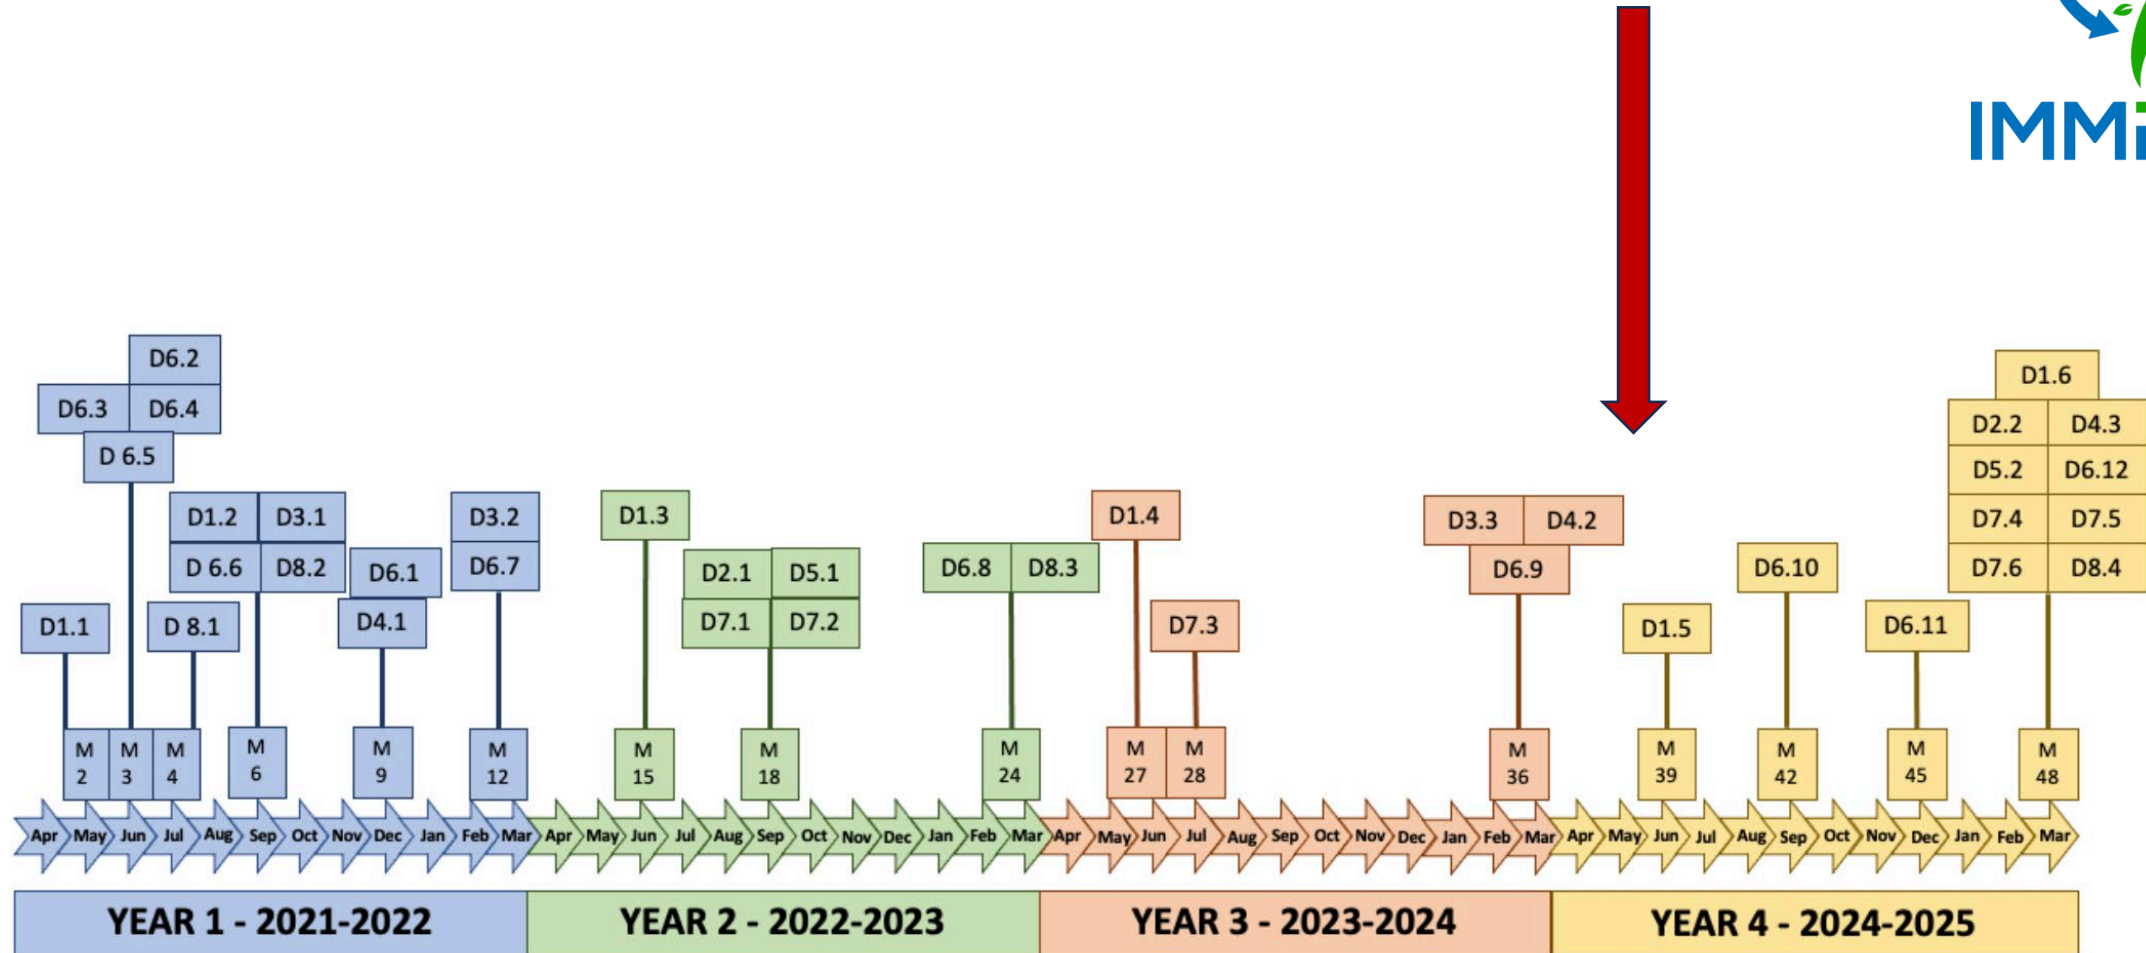 IMMi
D6.2
D6.3 D6.4
D 6.5
D1.2 D3.1
D 6.6 D8.2
D6.1
D4.1
D3.2
D6.7
D1.1
D 8.1
D1.3
D2.1 D5.1
D7.1 D7.2
D6.8 D8.3
D1.4
D7.3
D3.3 D4.2
D6.9
D1.5
D6.10
D6.11
D1.6
D2.2 D4.3
D5.2 D6.12
D7.4 D7.5
D7.6 D8.4
M M M M M M M M M M M M M M M M
2 3 4 6 9 12 15 18 24 27 28 36 39 42 45 48
Apr May Jun Jul Aug Sep Oct Nov Dec Jan Feb Mar Apr May Jun Jul Aug Sep Oct Nov Dec Jan Feb Mar Apr May Jun Jul Aug Sep Oct Nov Dec Jan Feb Mar Apr May Jun Jul Aug Sep Oct Nov Dec Jan Feb Mar
YEAR 1 - 2021-2022 YEAR 2 - 2022-2023 YEAR 3 - 2023-2024 YEAR 4 - 2024-2025